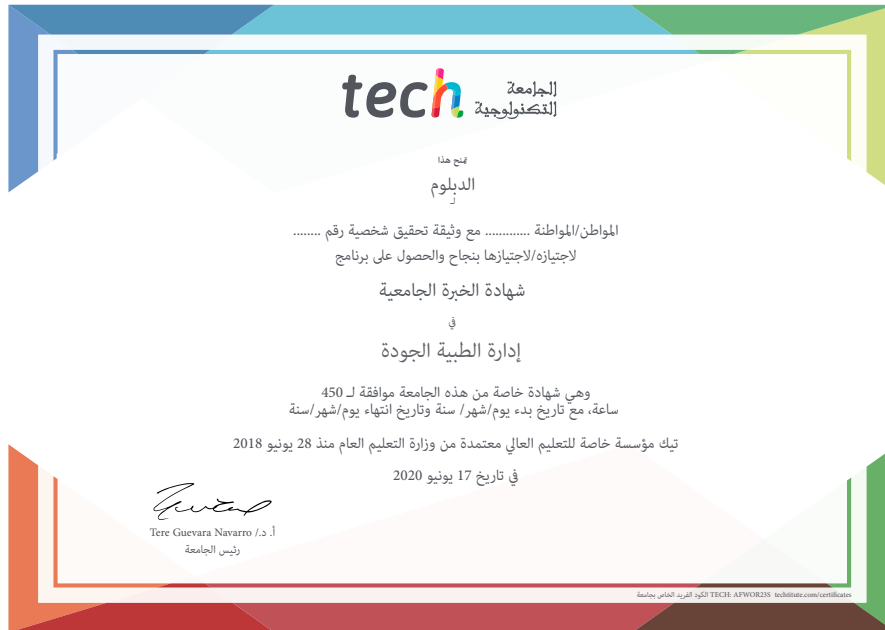 tech الجامعة
التكنولوجية
يمنح هذا
الدبلوم
لـ
المواطن/المواطنة ............. مع وثيقة تحقيق شخصية رقم ........
لاجتيازه/لاجتيازها بنجاح والحصول على برنامج
شهادة الخبرة الجامعية
في
إدارة الطبية الجودة
وهي شهادة خاصة من هذه الجامعة موافقة لـ 450
ساعة، مع تاريخ بدء يوم/شهر/ سنة وتاريخ انتهاء يوم/شهر/سنة
تيك مؤسسة خاصة للتعليم العالي معتمدة من وزارة التعليم العام منذ 28 يونيو 2018
في تاريخ 17 يونيو 2020
أ. د./ Tere Guevara Navarro
رئيس الجامعة
الكود الفريد الخاص بجامعة TECH: AFWOR23S techtitute.com/certificates